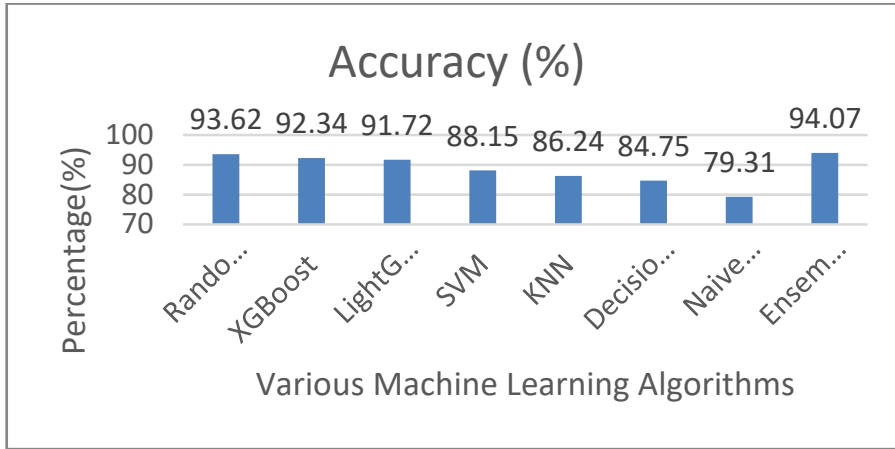 Accuracy (%)
93.62 92.34 91.72 88.15 86.24 84.75 79.31 94.07
Percentage(%)
100
90
80
70
Rando...
XGBoost
LightG...
SVM
KNN
Decisio...
Naive...
Ensem...
Various Machine Learning Algorithms